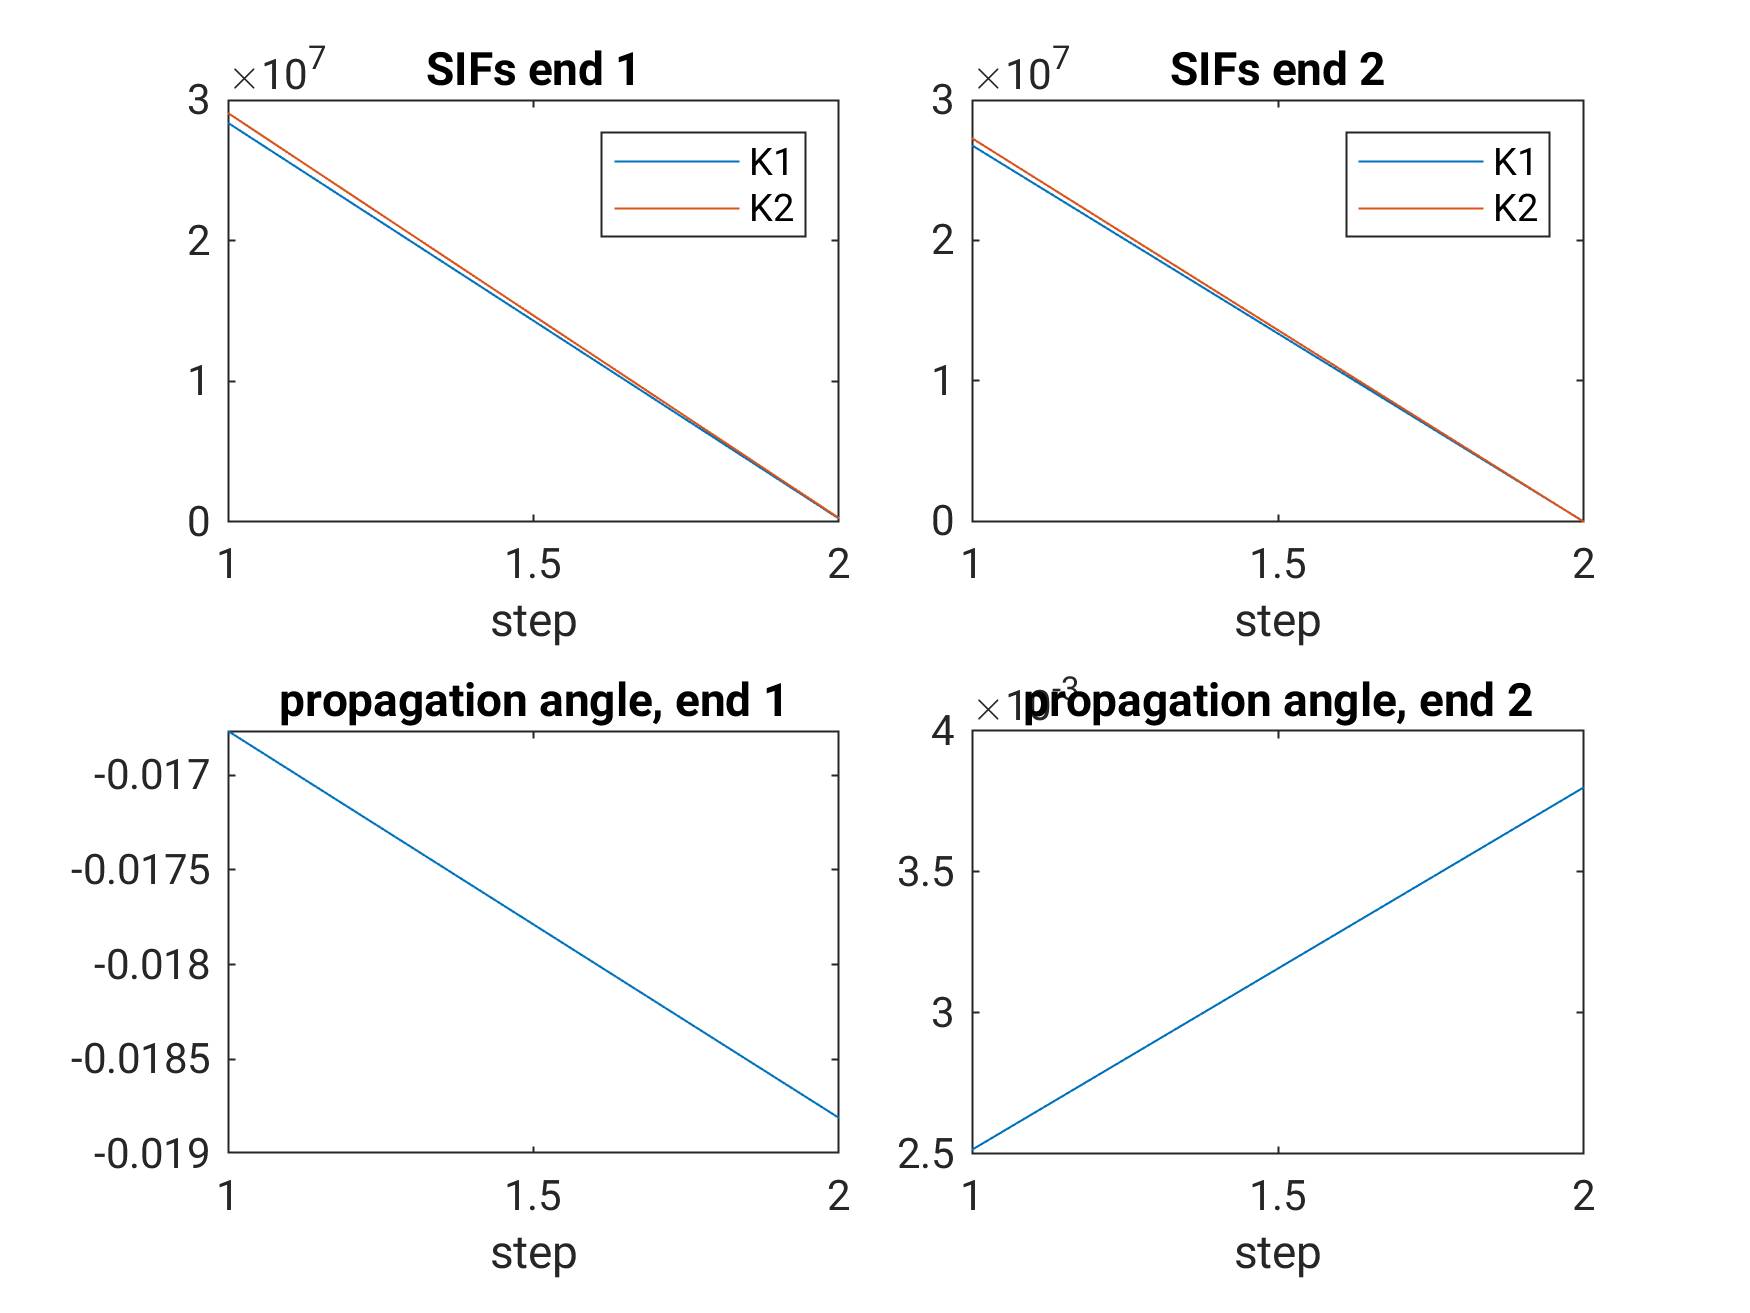 SIFs end 1
×10^7
3
2
1
0
K1
K2
1
1.5
2
step
SIFs end 2
×10^7
3
2
1
0
K1
K2
1
1.5
2
step
propagation angle, end 1
-0.017
-0.0175
-0.018
-0.0185
-0.019
1
1.5
2
step
propagation angle, end 2
×10^-3
4
3.5
3
2.5
1
1.5
2
step